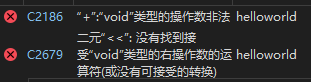 C2186 “+”:“void”类型的操作数非法 helloworld
二元“<<”: 没有找到接
C2679 受“void”类型的右操作数的运 helloworld
算符(或没有可接受的转换)